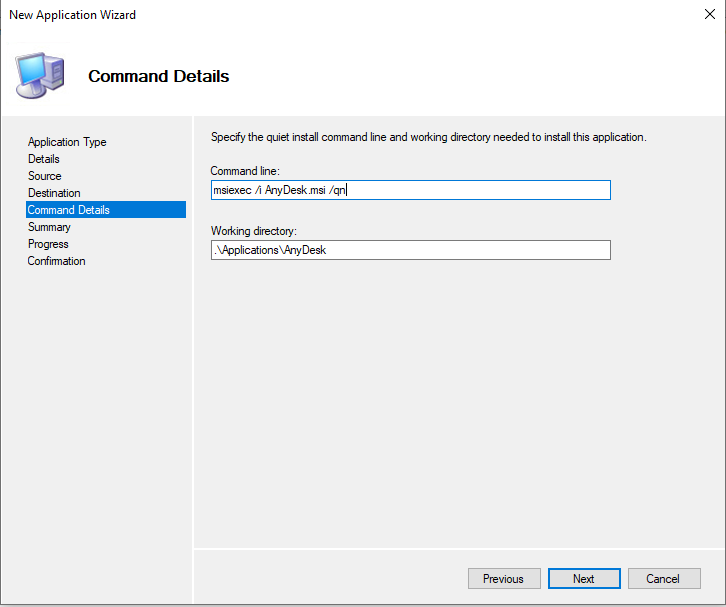 New Application Wizard
Command Details
Application Type
Details
Source
Destination
Command Details
Summary
Progress
Confirmation
Specify the quiet install command line and working directory needed to install this application.
Command line:
msiexec /i AnyDesk.msi /qn
Working directory:
.\Applications\AnyDesk
Previous
Next
Cancel